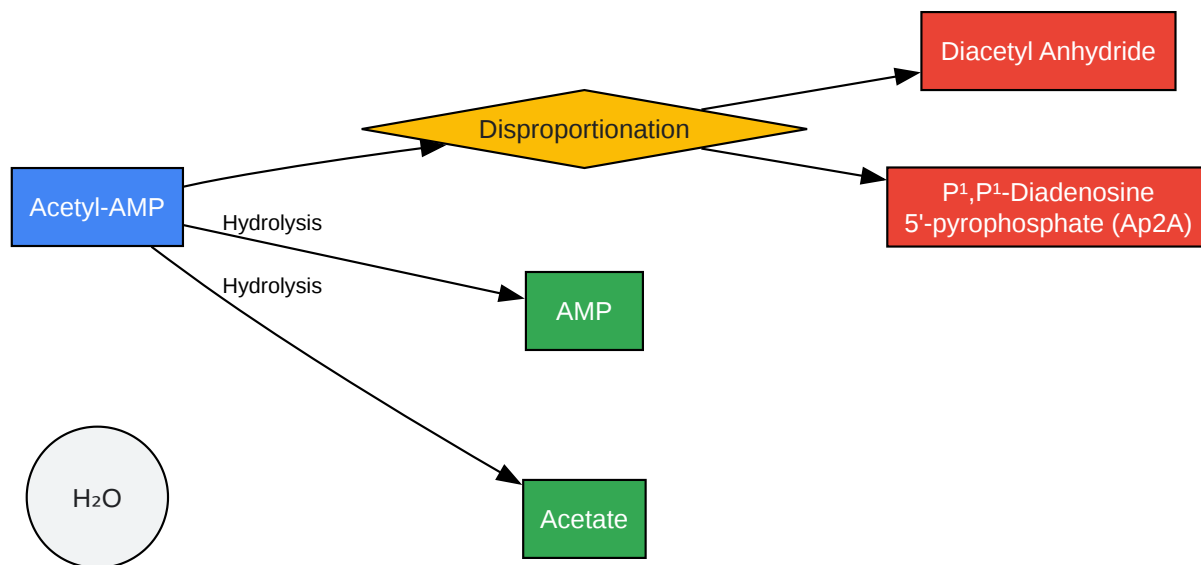 Diacetyl Anhydride
Disproportionation
P¹,P¹-Diadenosine
5'-pyrophosphate (Ap2A)
Acetyl-AMP
Hydrolysis
Hydrolysis
AMP
H₂O
Acetate